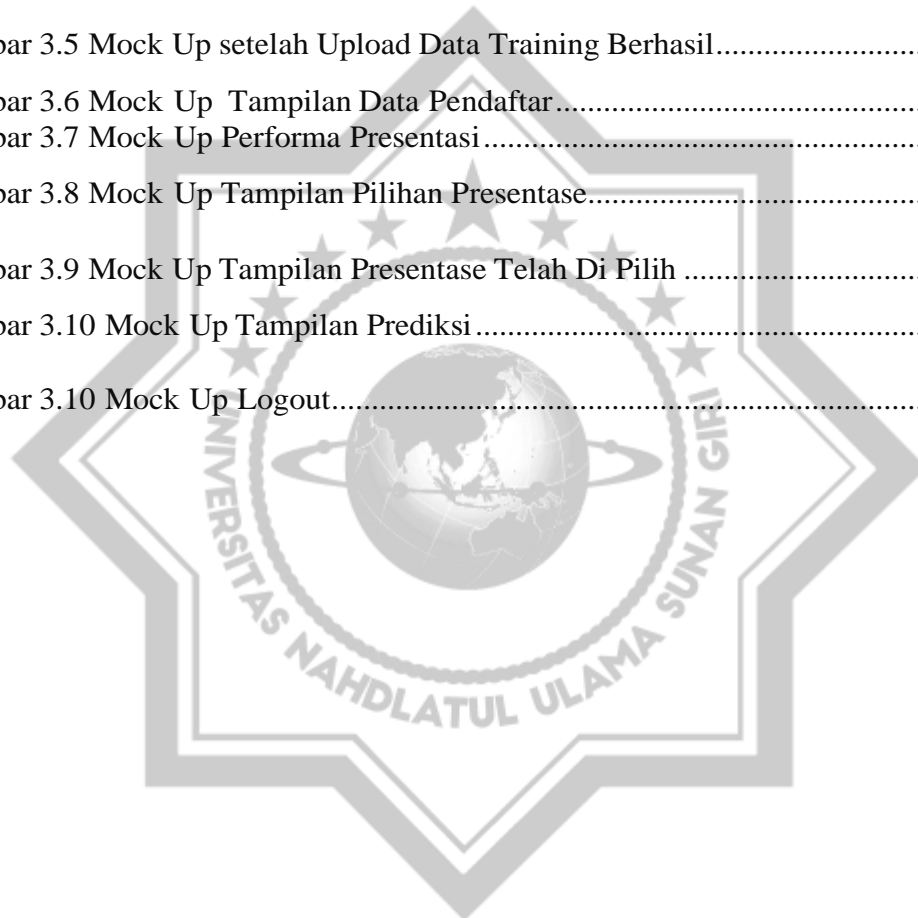 bar 3.5 Mock Up setelah Upload Data Training Berhasil...........................
bar 3.6 Mock Up Tampilan Data Pendaftar................................................
bar 3.7 Mock Up Performa Presentasi.........................................................
bar 3.8 Mock Up Tampilan Pilihan Presentase...........................................
bar 3.9 Mock Up Tampilan Presentase Telah Di Pilih ...............................
bar 3.10 Mock Up Tampilan Prediksi..........................................................
bar 3.10 Mock Up Logout............................................................................
UNIVERSITAS NAHDLATUL ULAMA SUNAN GIRI